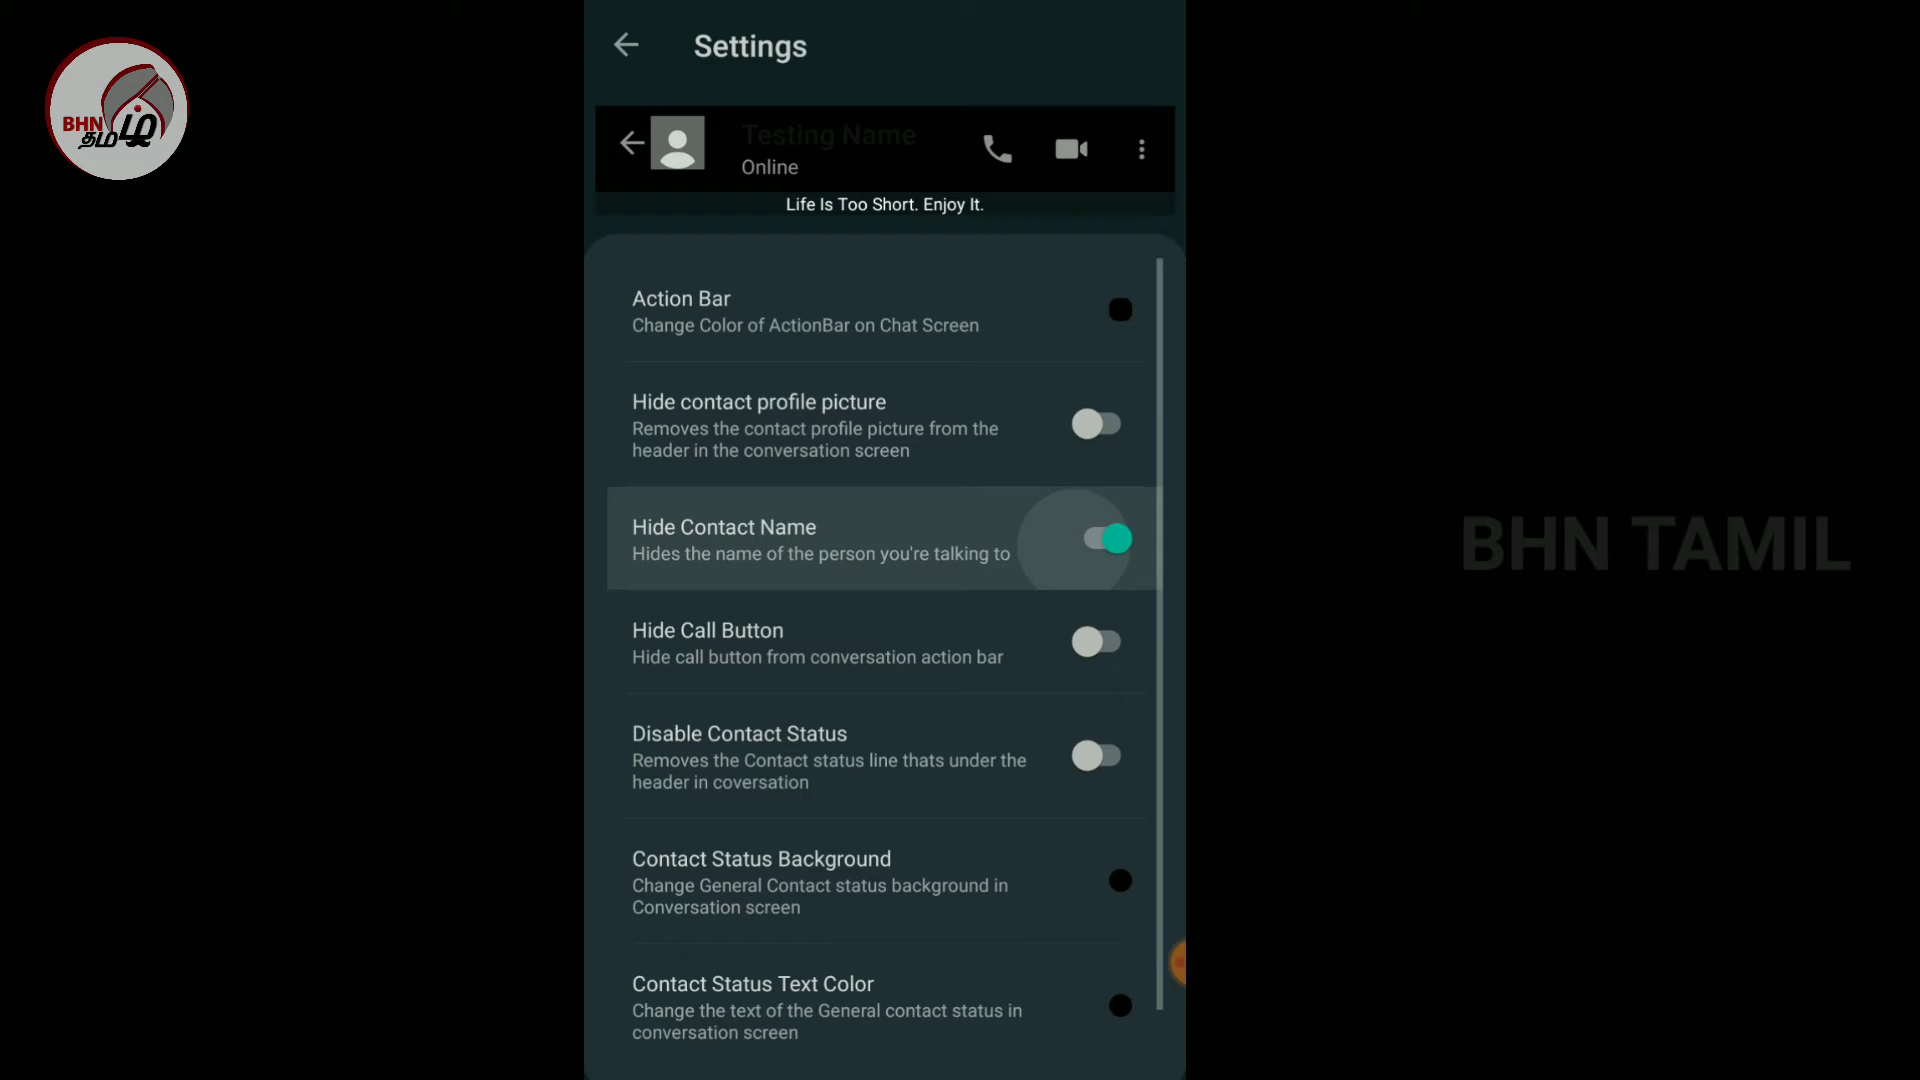 BHN
தமிழ்
Settings
Testing Name
Online
Life Is Too Short. Enjoy It.
Action Bar
Change Color of ActionBar on Chat Screen
Hide contact profile picture
Removes the contact profile picture from the
header in the conversation screen
Hide Contact Name
Hides the name of the person you're talking to
Hide Call Button
Hide call button from conversation action bar
Disable Contact Status
Removes the Contact status line thats under the
header in coversation
Contact Status Background
Change General Contact status background in
Conversation screen
Contact Status Text Color
Change the text of the General contact status in
conversation screen
BHN TAMIL